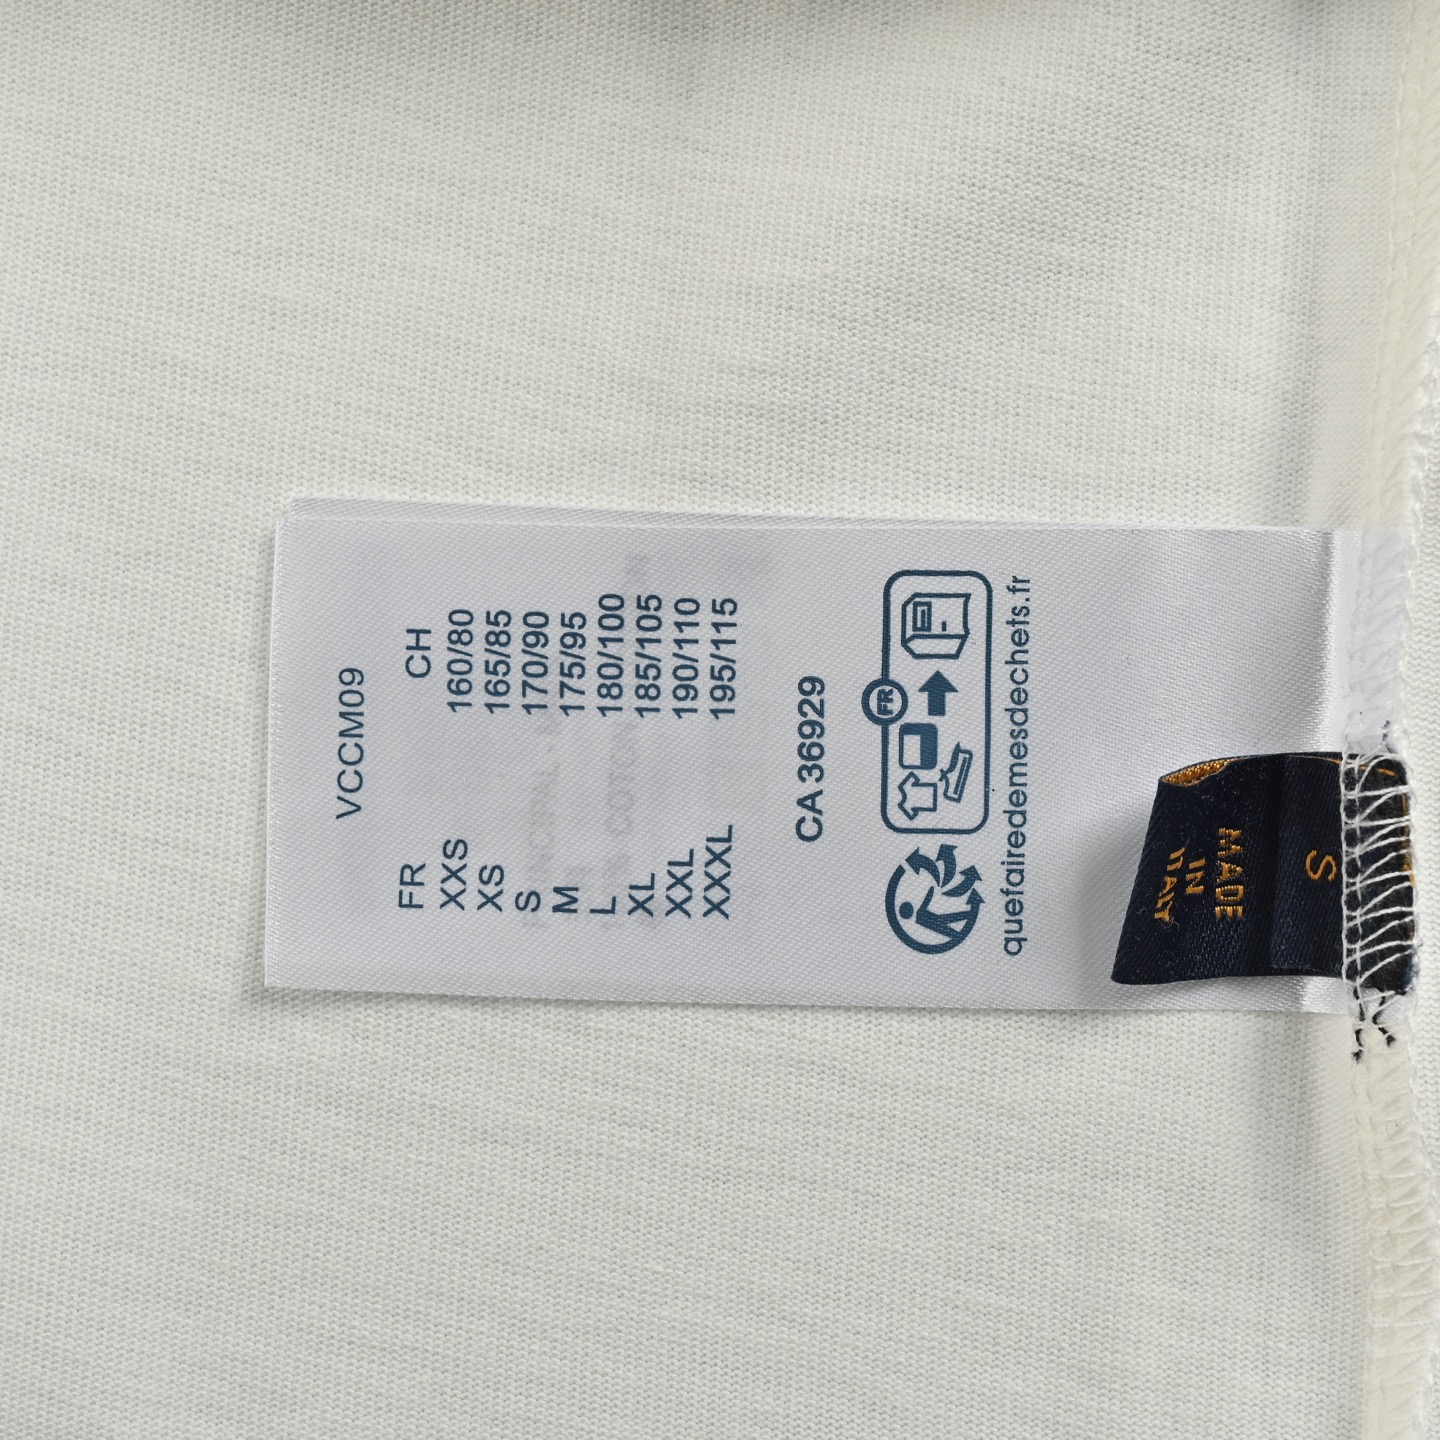 VCCM09
FR CH
XXS 160/80
XS 165/85
S 170/90
M 175/95
L 180/100
XL 185/105
XXL 190/110
XXXL 195/115
CA 36929
FR
quefairedemesdechets.fr
S
MADE
IN
ITALY